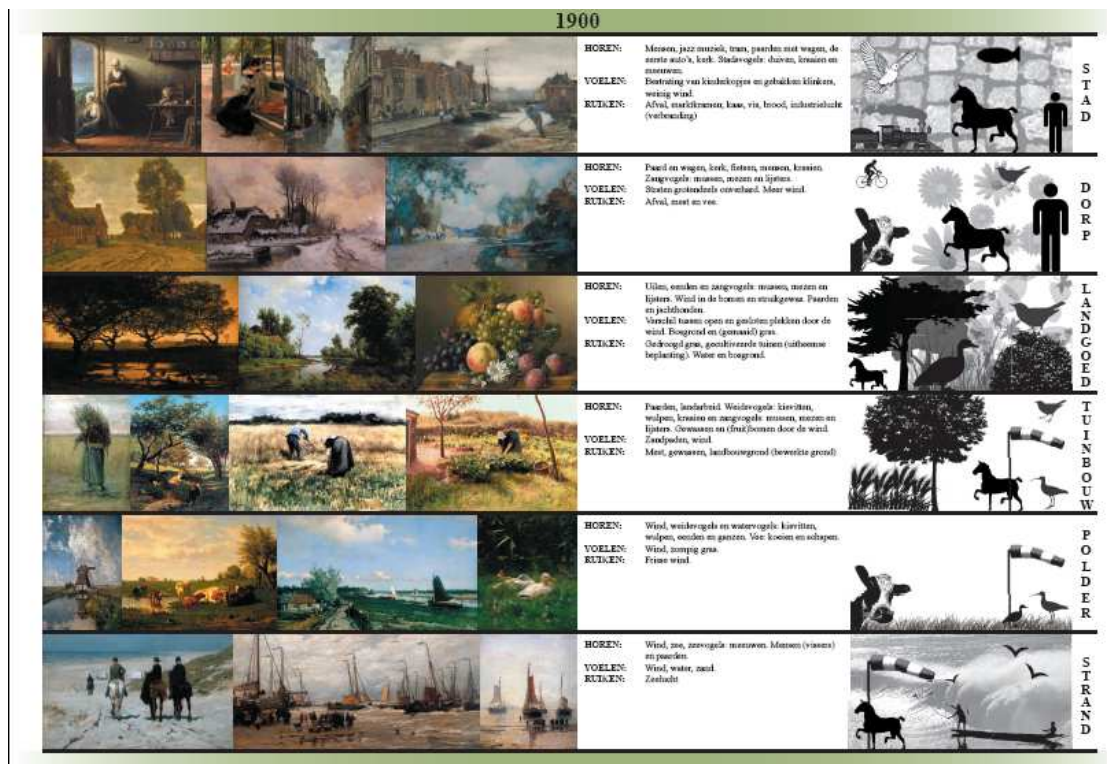 1900
HOREN: Mensen, jazz muziek, tram, paarden met wagen, de
eerste auto's, kerk. Stadsvogels: duiven, kraaien en
meeuwen.
VOELEN: Bestrating van kinderkopjes en gebakken klinkers,
weinig wind.
RUIKEN: Afval, marktkramen, kaas, vis, brood, industrielucht
(verbranding)
STAD
HOREN: Paard en wagen, kerk, fietsen, mensen, kraaien.
Zangvogels: mussen, mezen en lijsters.
VOELEN: Straten grotendeels onverhard. Meer wind.
RUIKEN: Afval, mest en vee.
DORP
HOREN: Uilen, eenden en zangvogels: mussen, mezen en
lijsters. Wind in de bomen en struikgewas. Paarden
en jachthonden.
VOELEN: Verschil tussen open en gesloten plekken door de
wind. Bosgrond en (gemaaid) gras.
RUIKEN: Gedroogd gras, gecultiveerde tuinen (uitheemse
beplanting). Water en bosgrond.
LANDGOED
HOREN: Paarden, landarbeid. Weidevogels: kievitten,
wulpen, kraaien en zangvogels: mussen, mezen en
lijsters. Gewassen en (fruit)bomen door de wind.
VOELEN: Zandpaden, wind.
RUIKEN: Mest, gewassen, landbouwgrond (bewerkte grond)
TUINBOUW
HOREN: Wind, weidevogels en watervogels: kievitten,
wulpen, eenden en ganzen. Vee: koeien en schapen.
VOELEN: Wind, zompig gras.
RUIKEN: Frisse wind.
POLDER
HOREN: Wind, zee, zeevogels: meeuwen. Mensen (vissers)
en paarden.
VOELEN: Wind, water, zand.
RUIKEN: Zeelucht
STRAND